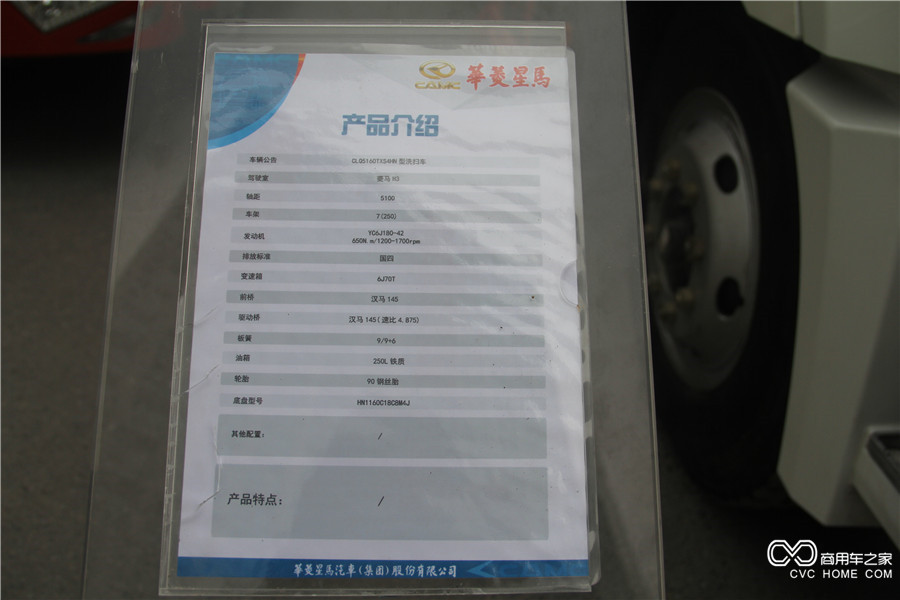 CAMC 華菱星馬
产品介绍
车辆公告 CLQ5160TXS4HN 型洗扫车
驾驶室 星马 H3
轴距 5100
车架 7(250)
发动机 YC6J180-42
650N.m/1200-1700rpm
排放标准 国四
变速箱 6J70T
前桥 汉马 145
驱动桥 汉马 145(速比 4.875)
板簧 9/9+6
油箱 250L 铁质
轮胎 90 钢丝胎
底盘型号 HN1160C18C8M4J
其他配置: /
产品特点: /
華菱星馬汽車(集团)股份有限公司
商用车之家
CVC HOME COM